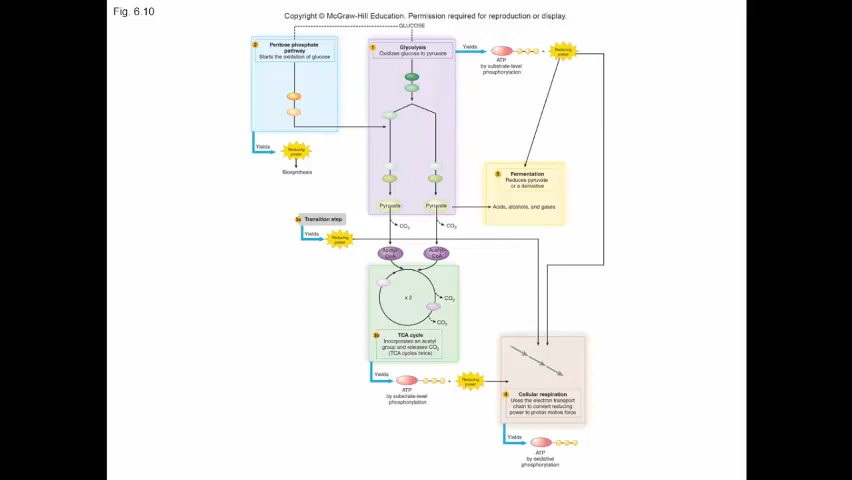 Fig. 6.10
Copyright © McGraw-Hill Education. Permission required for reproduction or display.
GLUCOSE
2
Pentose phosphate
pathway
Starts the oxidation of glucose
1
Glycolysis
Oxidizes glucose to pyruvate
Yields
ATP
by substrate-level
phosphorylation
+
Reducing
power
Yields
Reducing
power
Biosynthesis
5
Fermentation
Reduces pyruvate
or a derivative
Acids, alcohols, and gases
Pyruvate
Pyruvate
CO2
CO2
3a
Transition step
Yields
Reducing
power
Acetyl-
CoA
Acetyl-
CoA
x 2
CO2
CO2
3b
TCA cycle
Incorporates an acetyl
group and releases CO2
(TCA cycles twice)
Yields
ATP
by substrate-level
phosphorylation
+
Reducing
power
4
Cellular respiration
Uses the electron transport
chain to convert reducing
power to proton motive force
Yields
ATP
by oxidative
phosphorylation